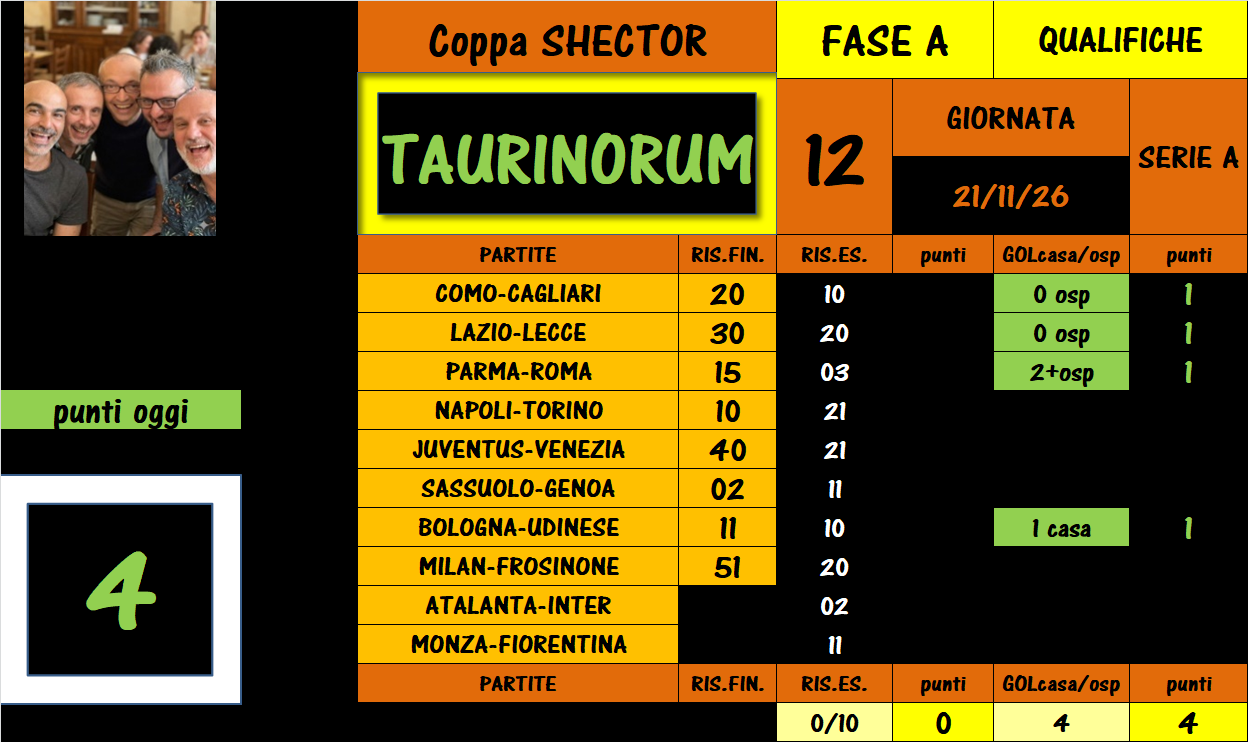 Coppa SHECTOR FASE A QUALIFICHE
TAURINORUM 12 GIORNATA SERIE A
21/11/26
PARTITE RIS.FIN. RIS.ES. punti GOLcasa/osp punti
COMO-CAGLIARI 20 10 0 osp 1
LAZIO-LECCE 30 20 0 osp 1
PARMA-ROMA 15 03 2+osp 1
NAPOLI-TORINO 10 21
punti oggi
JUVENTUS-VENEZIA 40 21
SASSUOLO-GENOA 02 11
BOLOGNA-UDINESE 11 10 1 casa 1
MILAN-FROSINONE 51 20
4
ATALANTA-INTER 02
MONZA-FIORENTINA 11
PARTITE RIS.FIN. RIS.ES. punti GOLcasa/osp punti
0/10 0 4 4